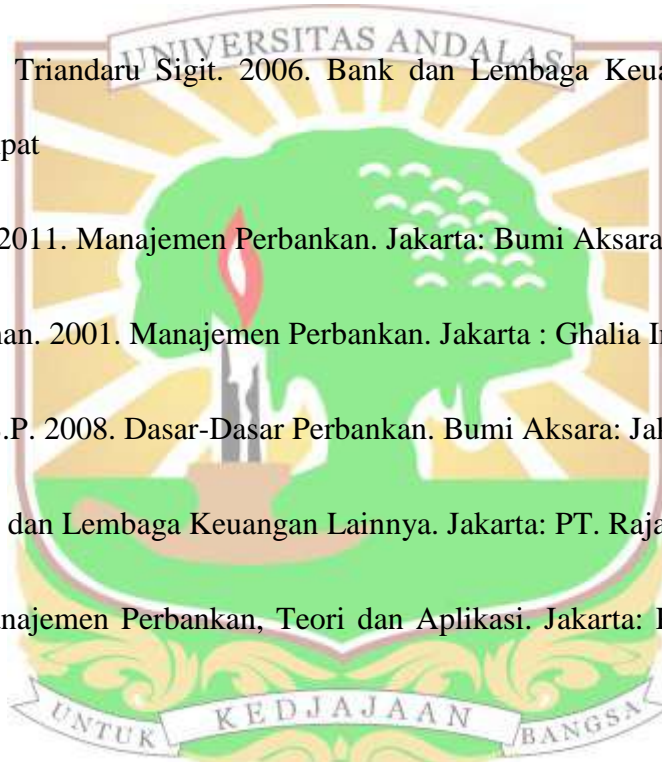 UNIVERSITAS ANDALAS
Triandaru Sigit. 2006. Bank dan Lembaga Keua
pat
2011. Manajemen Perbankan. Jakarta: Bumi Aksara
an. 2001. Manajemen Perbankan. Jakarta : Ghalia In
.P. 2008. Dasar-Dasar Perbankan. Bumi Aksara: Jak
dan Lembaga Keuangan Lainnya. Jakarta: PT. Raja
najemen Perbankan, Teori dan Aplikasi. Jakarta:
UNTUK KEDJAJAAN BANGSA